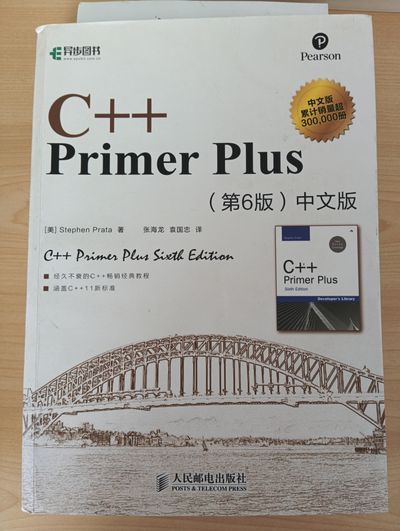 异步图书
www.epubit.com.cn
Pearson
C++
Primer Plus
中文版
累计销量超
300,000册
（第6版）中文版
[美] Stephen Prata 著 张海龙 袁国忠 译
C++ Primer Plus Sixth Edition
■ 经久不衰的C++畅销经典教程
■ 涵盖C++11新标准
C++
Primer Plus
Sixth Edition
Developer's Library
人民邮电出版社
POSTS & TELECOM PRESS